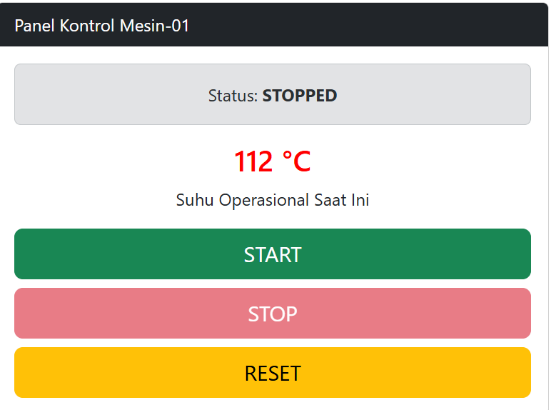 Panel Kontrol Mesin-01
Status: STOPPED
112 °C
Suhu Operasional Saat Ini
START
STOP
RESET